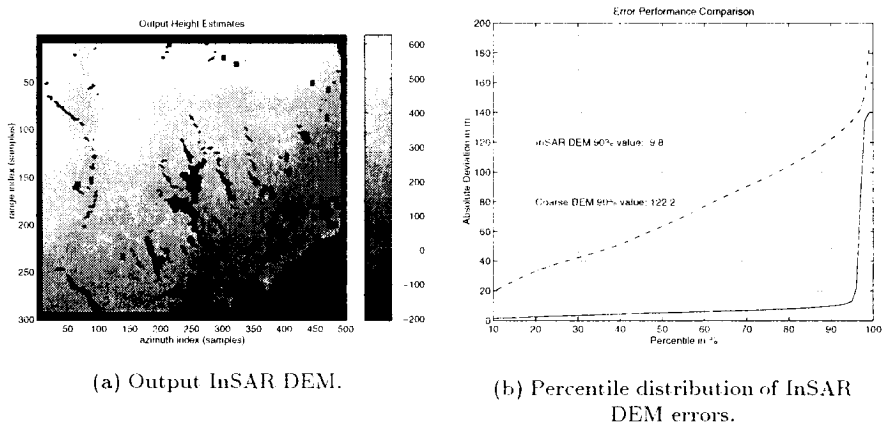 Output Height Estimates
50
100
150
200
250
300
range index (samples)
50 100 150 200 250 300 350 400 450 500
azimuth index (samples)
600
500
400
300
200
100
0
−100
−200
(a) Output InSAR DEM.
Error Performance Comparison
200
180
160
140
120
100
80
60
40
20
0
Absolute Deviation in m
InSAR DEM 90% value: 9.8
Coarse DEM 90% value: 122.2
10 20 30 40 50 60 70 80 90 100
Percentile in %
(b) Percentile distribution of InSAR
DEM errors.